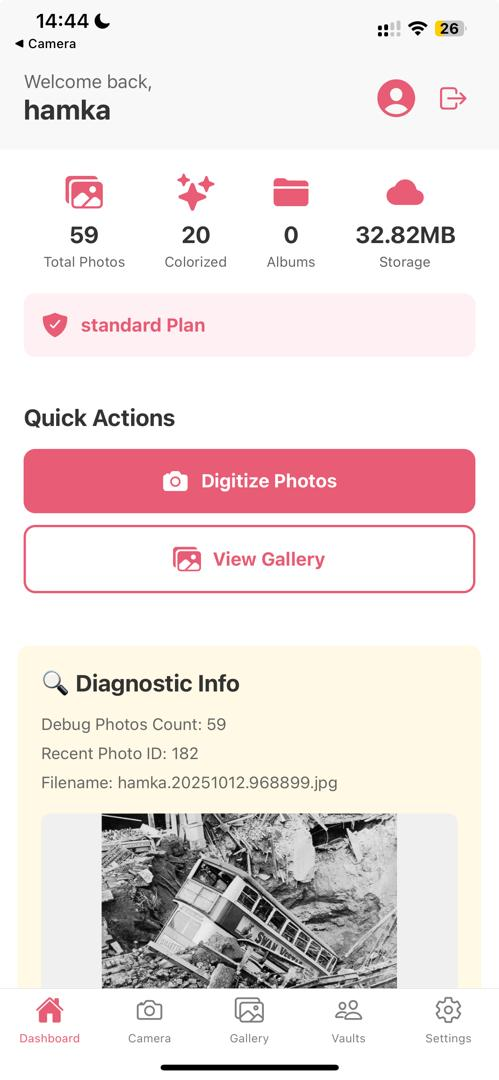 14:44
26
◀ Camera
Welcome back,
hamka
59
Total Photos
20
Colorized
0
Albums
32.82MB
Storage
standard Plan
Quick Actions
Digitize Photos
View Gallery
Diagnostic Info
Debug Photos Count: 59
Recent Photo ID: 182
Filename: hamka.20251012.968899.jpg
SWAN
Dashboard
Camera
Gallery
Vaults
Settings